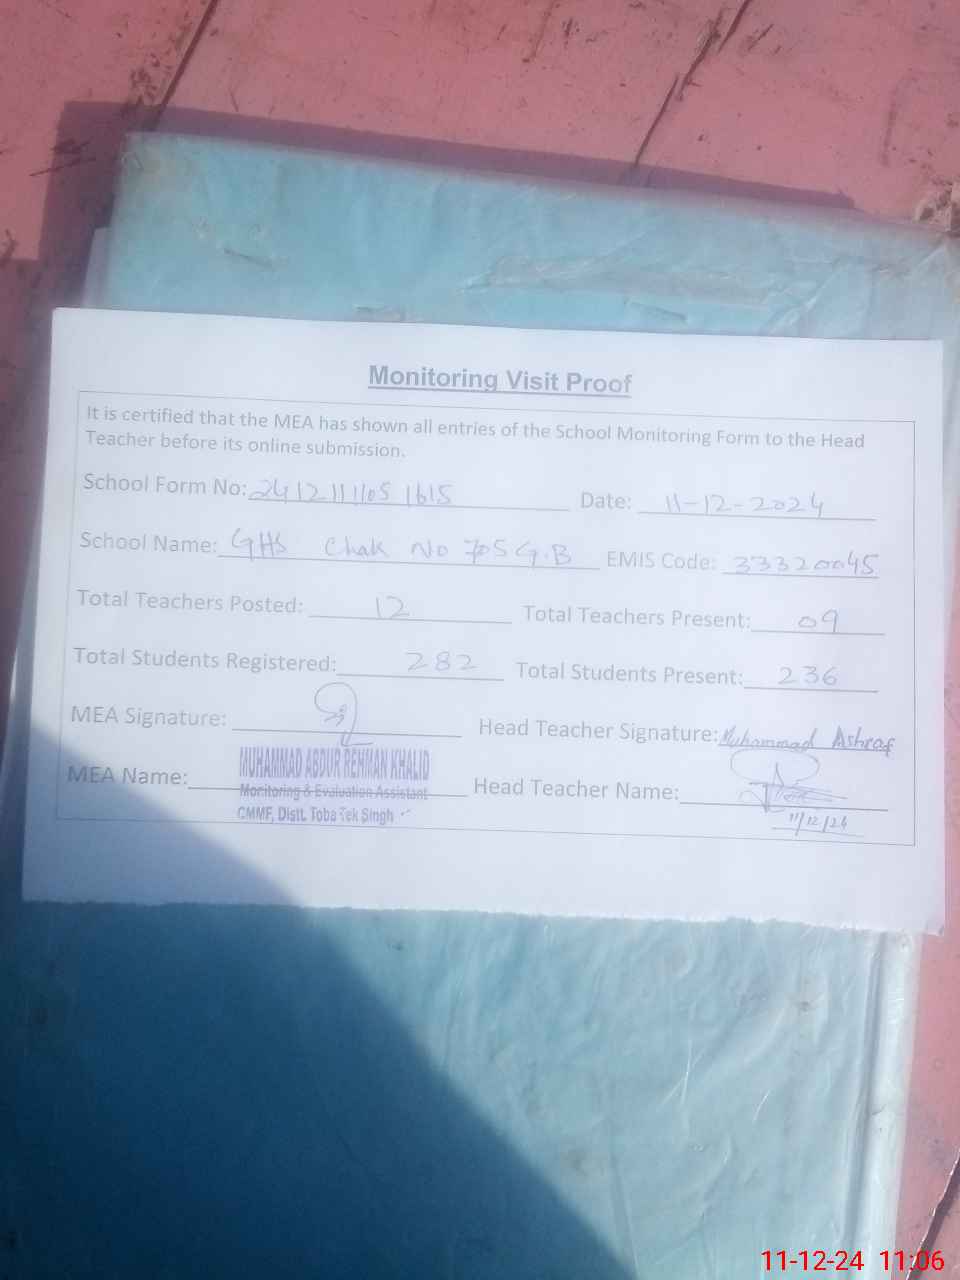 Monitoring Visit Proof
It is certified that the MEA has shown all entries of the School Monitoring Form to the Head
Teacher before its online submission.
School Form No: 24121111051615 Date: 11-12-2024
School Name: GHS Chak No 705 G.B EMIS Code: 33320045
Total Teachers Posted: 12 Total Teachers Present: 09
Total Students Registered: 282 Total Students Present: 236
MEA Signature: Head Teacher Signature: Muhammad Ashraf
MEA Name: MUHAMMAD ABDUR REHMAN KHALID Head Teacher Name:
Monitoring & Evaluation Assistant
CMMF, Distt. Toba Tek Singh
11/12/24
11-12-24 11:06